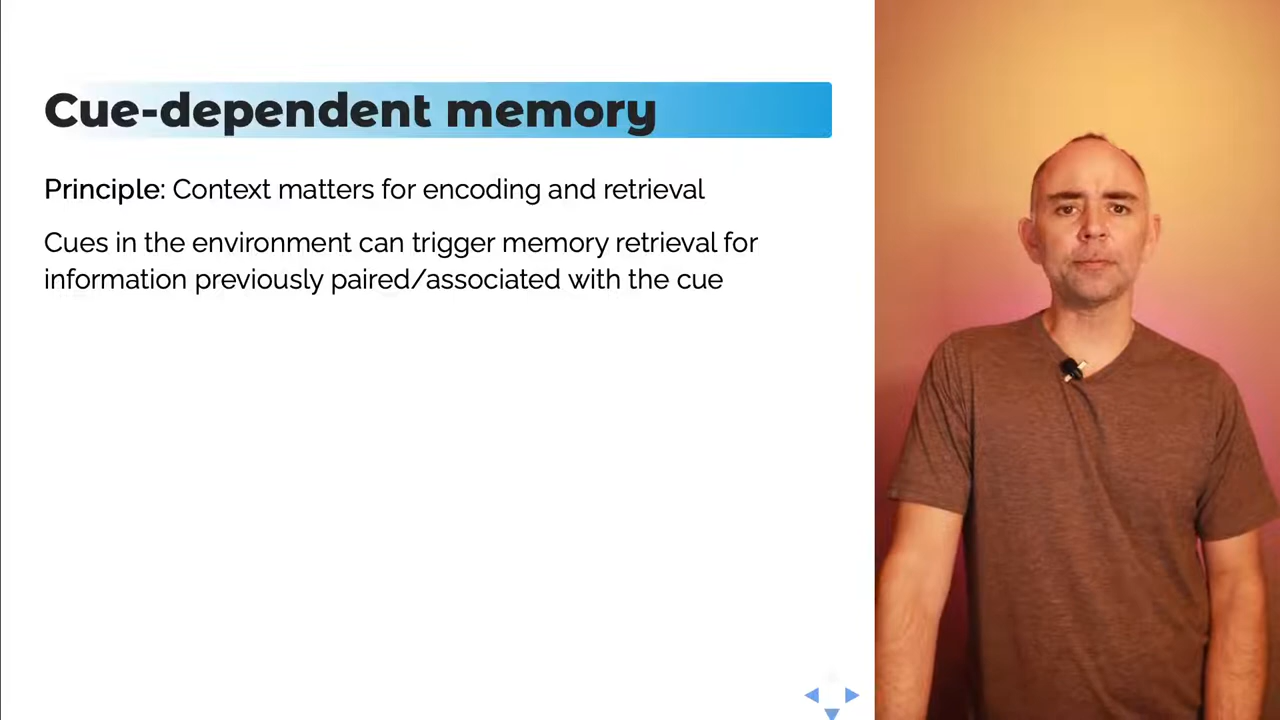 Cue-dependent memory
Principle: Context matters for encoding and retrieval
Cues in the environment can trigger memory retrieval for
information previously paired/associated with the cue